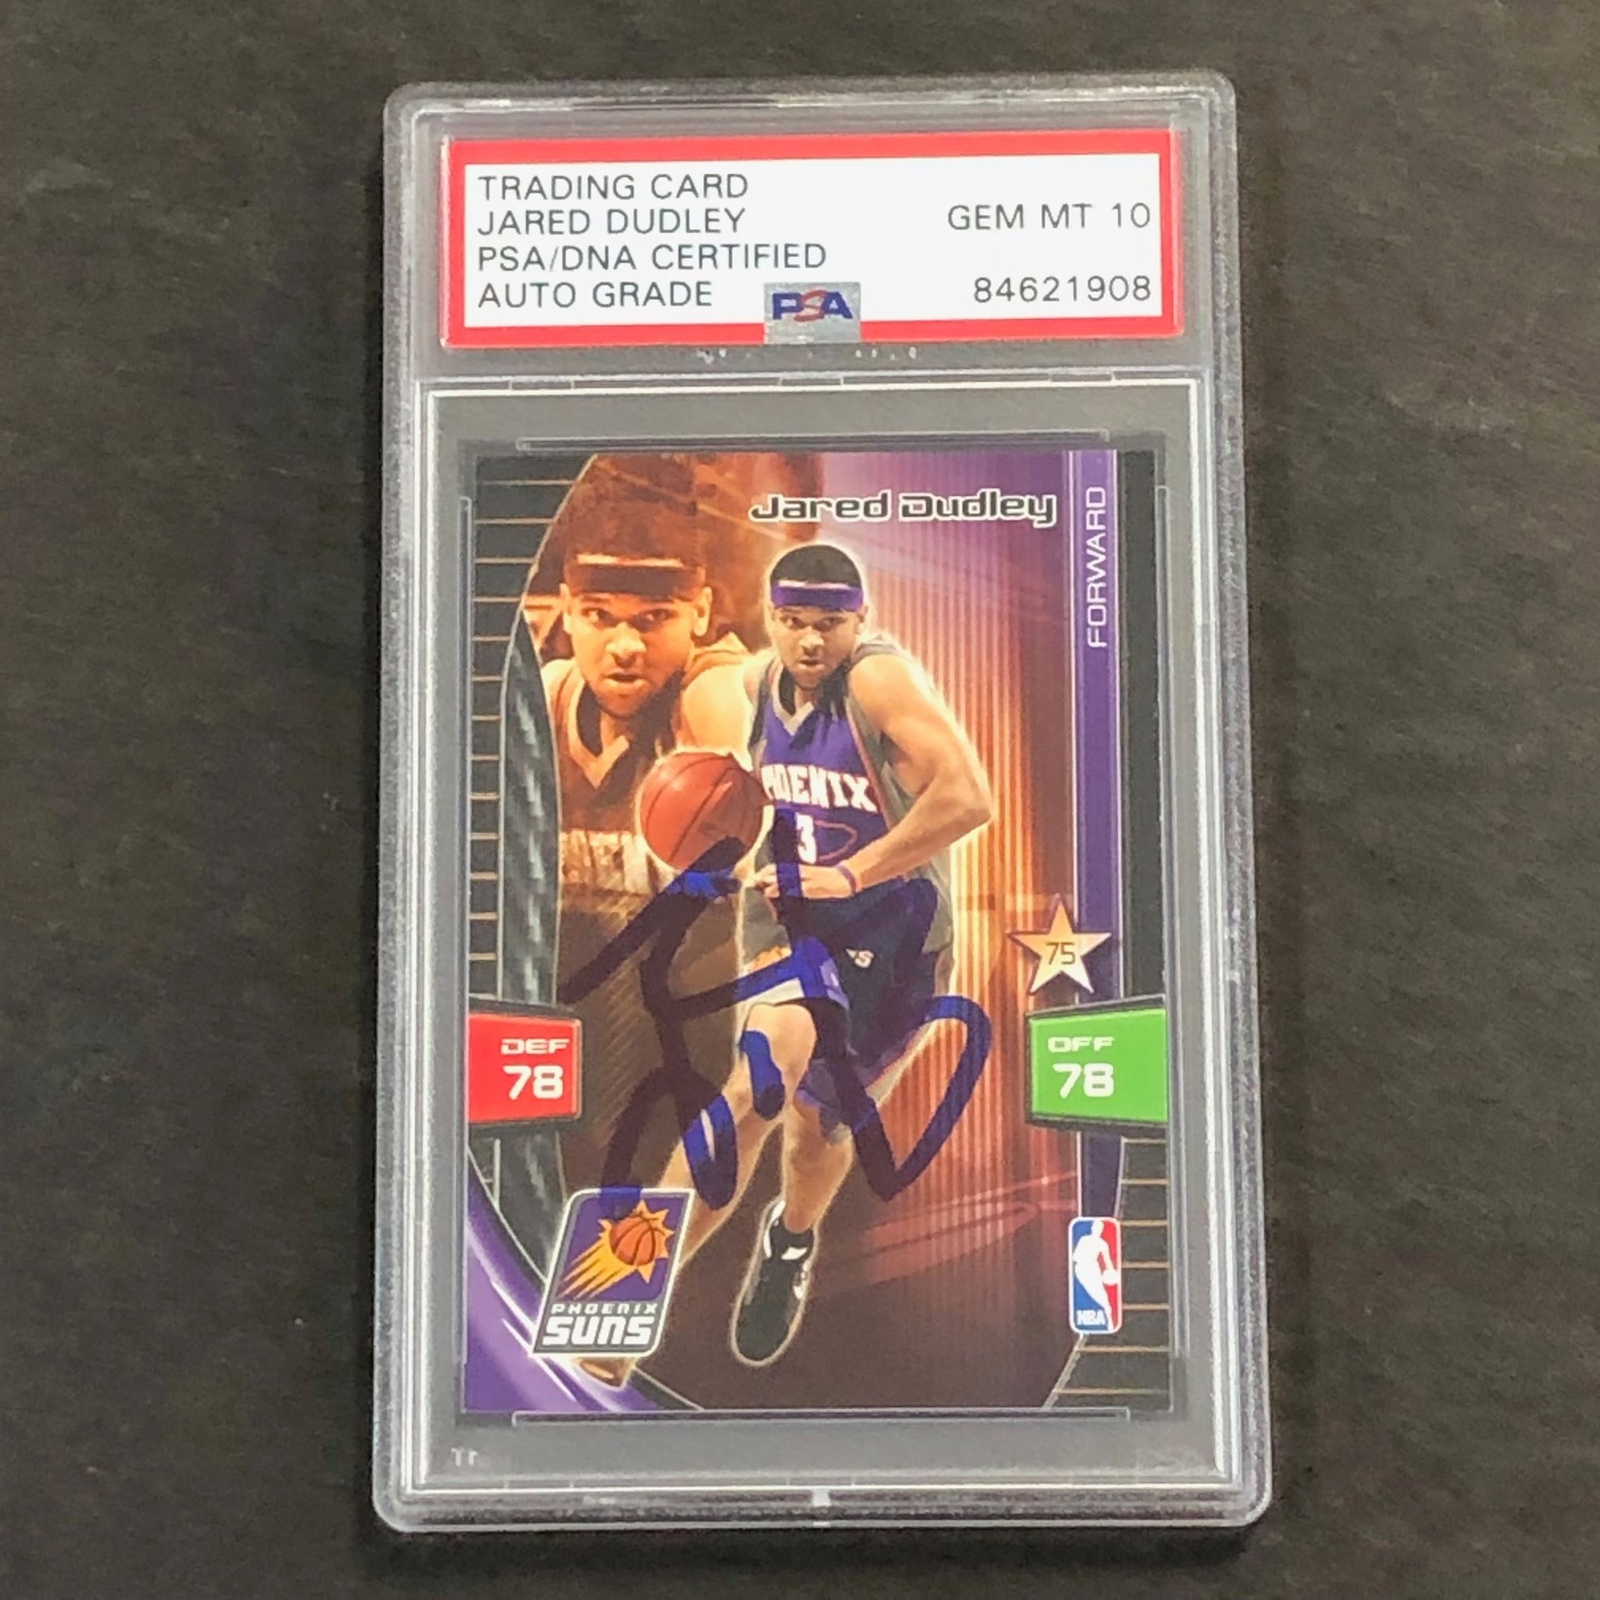 TRADING CARD
JARED DUDLEY
PSA/DNA CERTIFIED
AUTO GRADE
GEM MT 10
84621908
PSA
Jared Dudley
FORWARD
PHOENIX
3
75
DEF
78
OFF
78
PHOENIX
SUNS
NBA